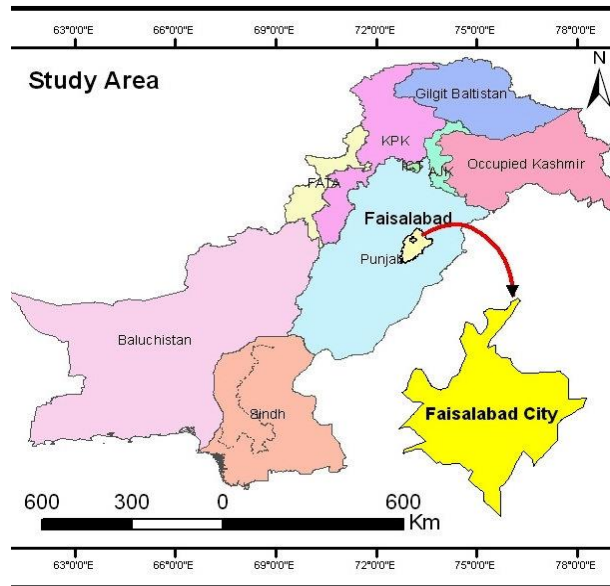 63°0'0"E 66°0'0"E 69°0'0"E 72°0'0"E 75°0'0"E 78°0'0"E
Study Area
N
Gilgit Baltistan
KPK
ICT
AJK
Occupied Kashmir
FATA
Faisalabad
Punjab
Baluchistan
Sindh
Faisalabad City
600 300 0 600
Km
63°0'0"E 66°0'0"E 69°0'0"E 72°0'0"E 75°0'0"E 78°0'0"E